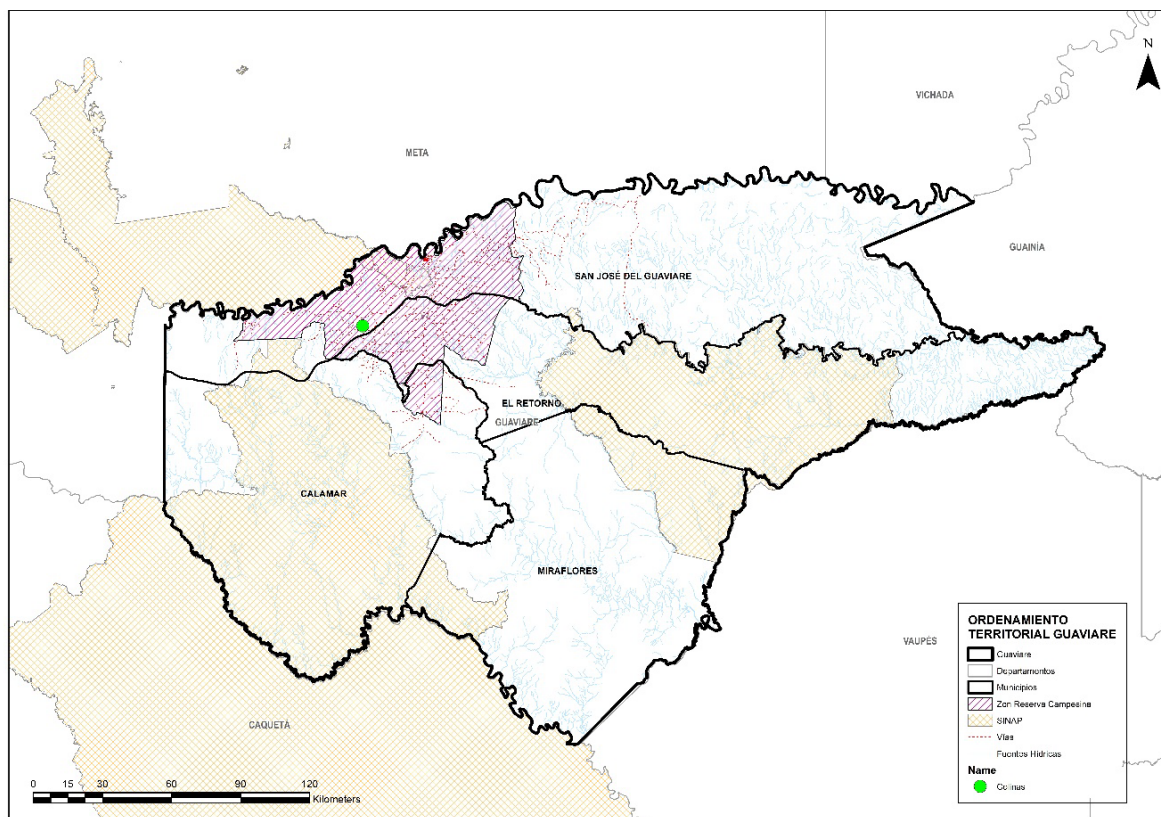 N
VICHADA
META
GUAINÍA
SAN JOSÉ DEL GUAVIARE
EL RETORNO
GUAVIARE
CALAMAR
MIRAFLORES
VAUPÉS
CAQUETÁ
ORDENAMIENTO
TERRITORIAL GUAVIARE
Guaviare
Departamentos
Municipios
Zon Reserva Campesina
SINAP
Vías
Fuentes Hídricas
Name
Colinas
0 15 30 60 90 120
Kilometers